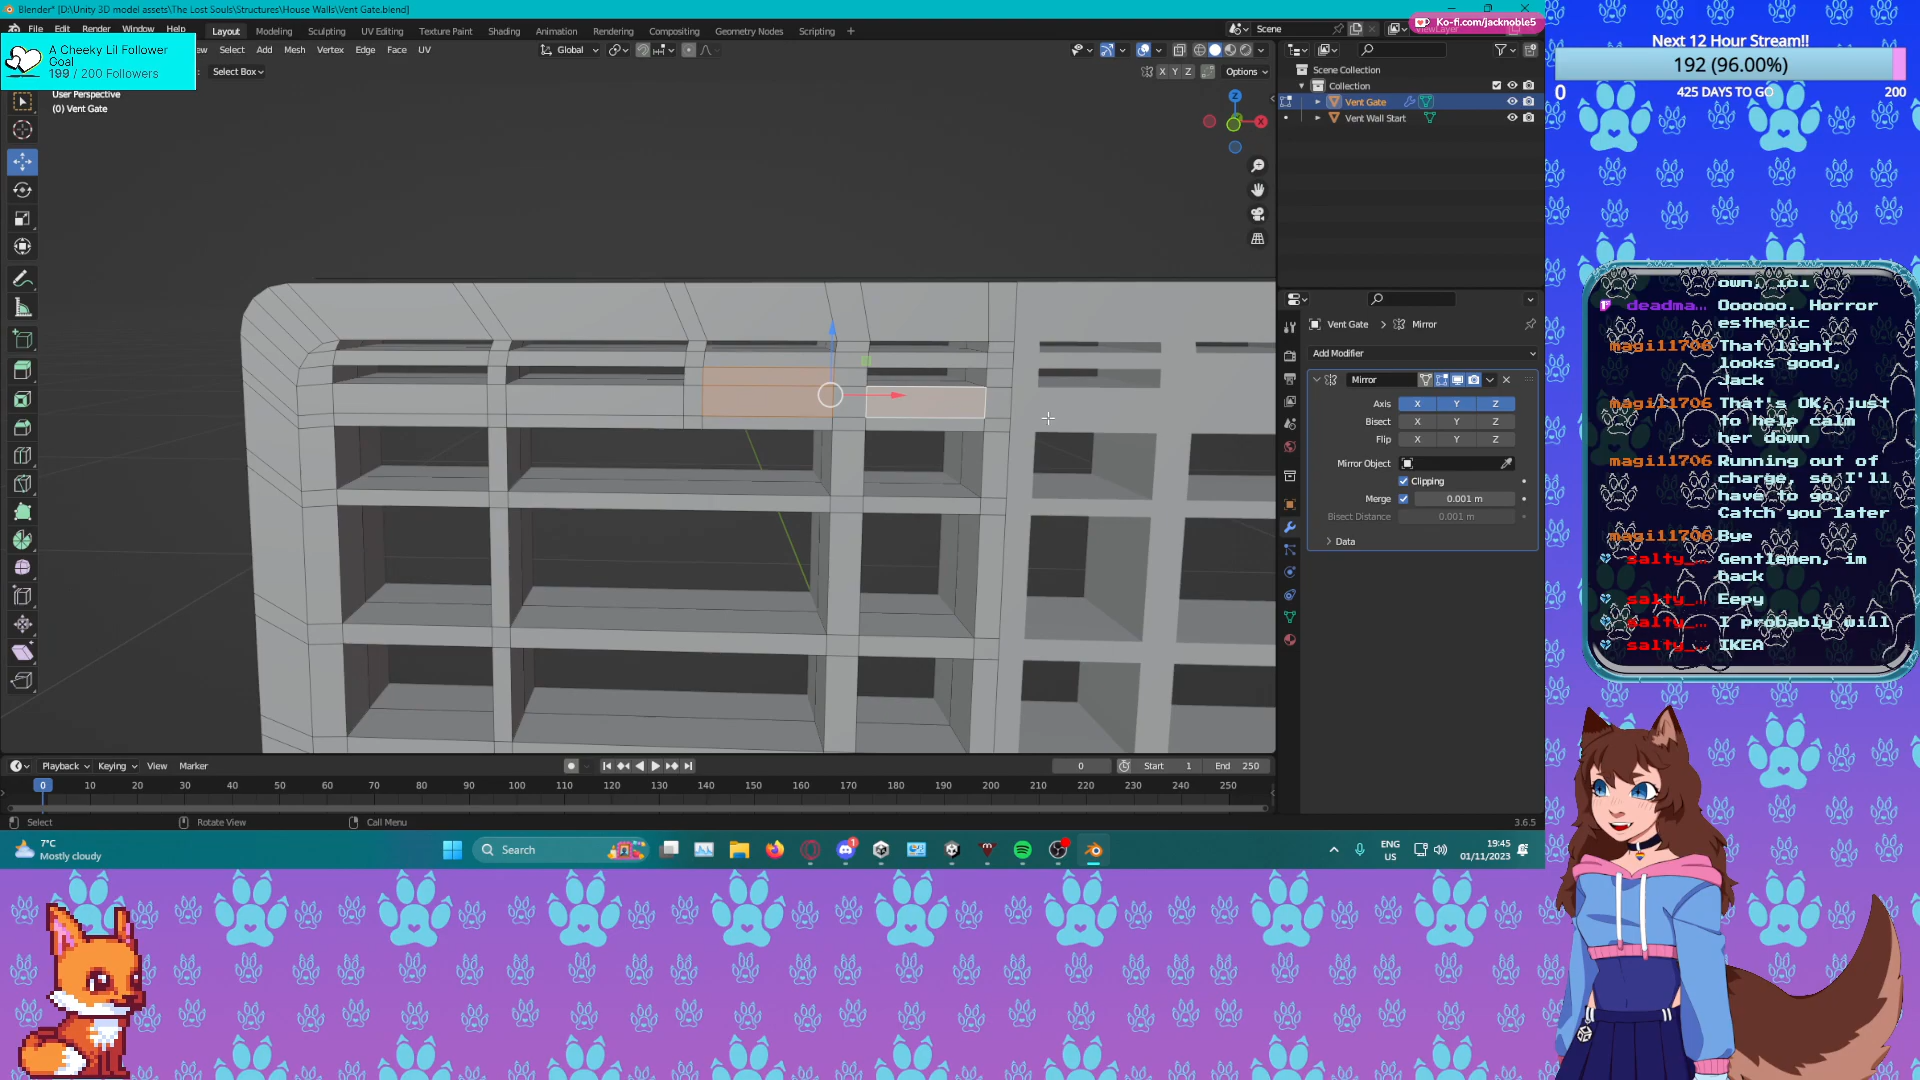 Blender* [D:\Unity 3D model assets\The Lost Souls\Structures\House Walls\Vent Gate.blend]
File Edit Render Window Help
Layout Modeling Sculpting UV Editing Texture Paint Shading Animation Rendering Compositing Geometry Nodes Scripting +
Scene
Ko-fi.com/jacknoble5
A Cheeky Lil Follower
Goal
199 / 200 Followers
Select Add Mesh Vertex Edge Face UV
Global
Select Box
X Y Z
Options
User Perspective
(0) Vent Gate
Z
X
Scene Collection
Collection
Vent Gate
Vent Wall Start
Vent Gate > Mirror
Add Modifier
Mirror
Axis X Y Z
Bisect X Y Z
Flip X Y Z
Mirror Object
Clipping
Merge 0.001 m
Bisect Distance 0.001 m
Data
Next 12 Hour Stream!!
192 (96.00%)
0 425 DAYS TO GO 200
own, lol
deadma... Oooooo. Horror
esthetic
magi11706 That light
looks good,
Jack
magi11706 That's OK, just
to help calm
her down
magi11706 Running out of
charge, so I'll
have to go.
Catch you later
magi11706 Bye
salty_... Gentlemen, im
back
salty_... Eepy
salty_... I probably will
salty_... IKEA
Playback Keying View Marker
0 Start 1 End 250
0 10 20 30 40 50 60 70 80 90 100 110 120 130 140 150 160 170 180 190 200 210 220 230 240 250
Select Rotate View Call Menu
3.6.5
7°C
Mostly cloudy
Search
ENG
US
19:45
01/11/2023